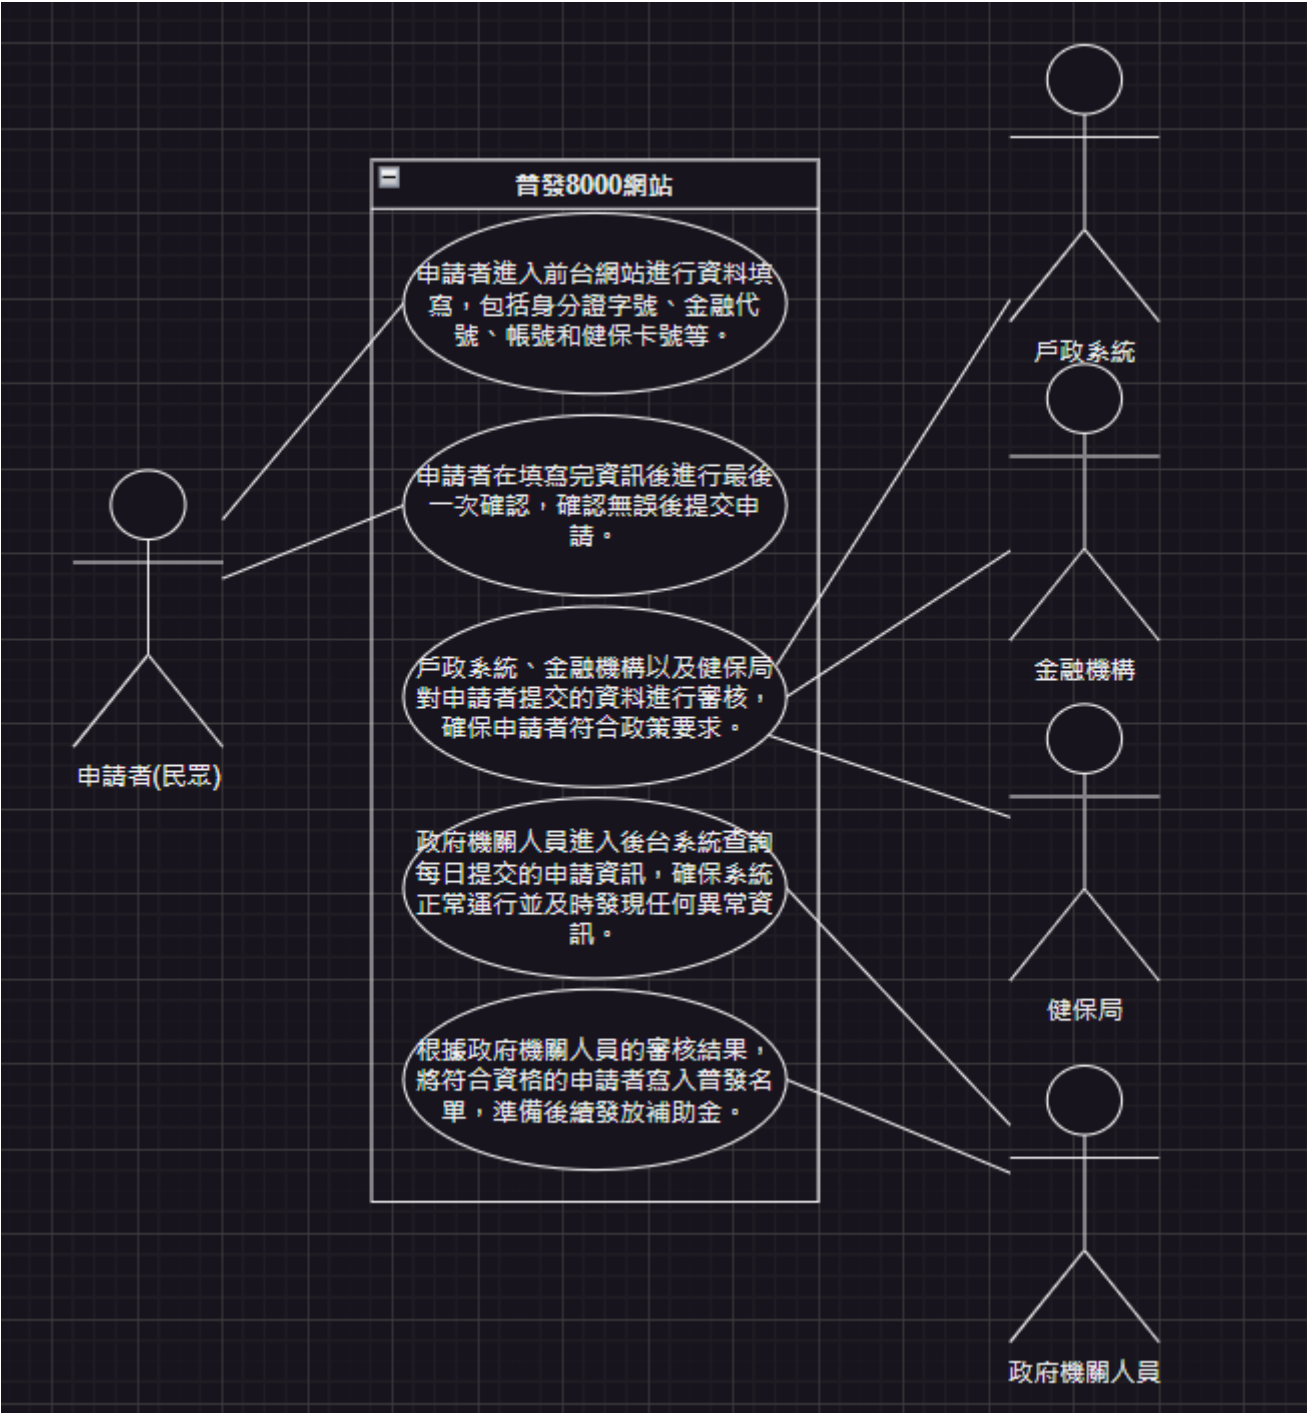 普發8000網站
申請者進入前台網站進行資料填
寫，包括身分證字號、金融代
號、帳號和健保卡號等。
申請者在填寫完資訊後進行最後
一次確認，確認無誤後提交申
請。
戶政系統、金融機構以及健保局
對申請者提交的資料進行審核，
確保申請者符合政策要求。
政府機關人員進入後台系統查詢
每日提交的申請資訊，確保系統
正常運行並及時發現任何異常資
訊。
根據政府機關人員的審核結果，
將符合資格的申請者寫入普發名
單，準備後續發放補助金。
申請者(民眾)
戶政系統
金融機構
健保局
政府機關人員